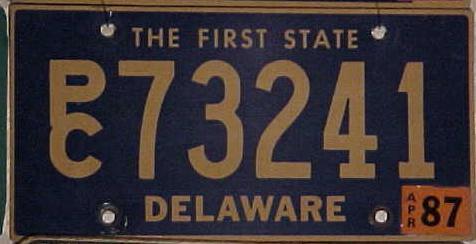 THE FIRST STATE
PC 73241
DELAWARE
APR 87